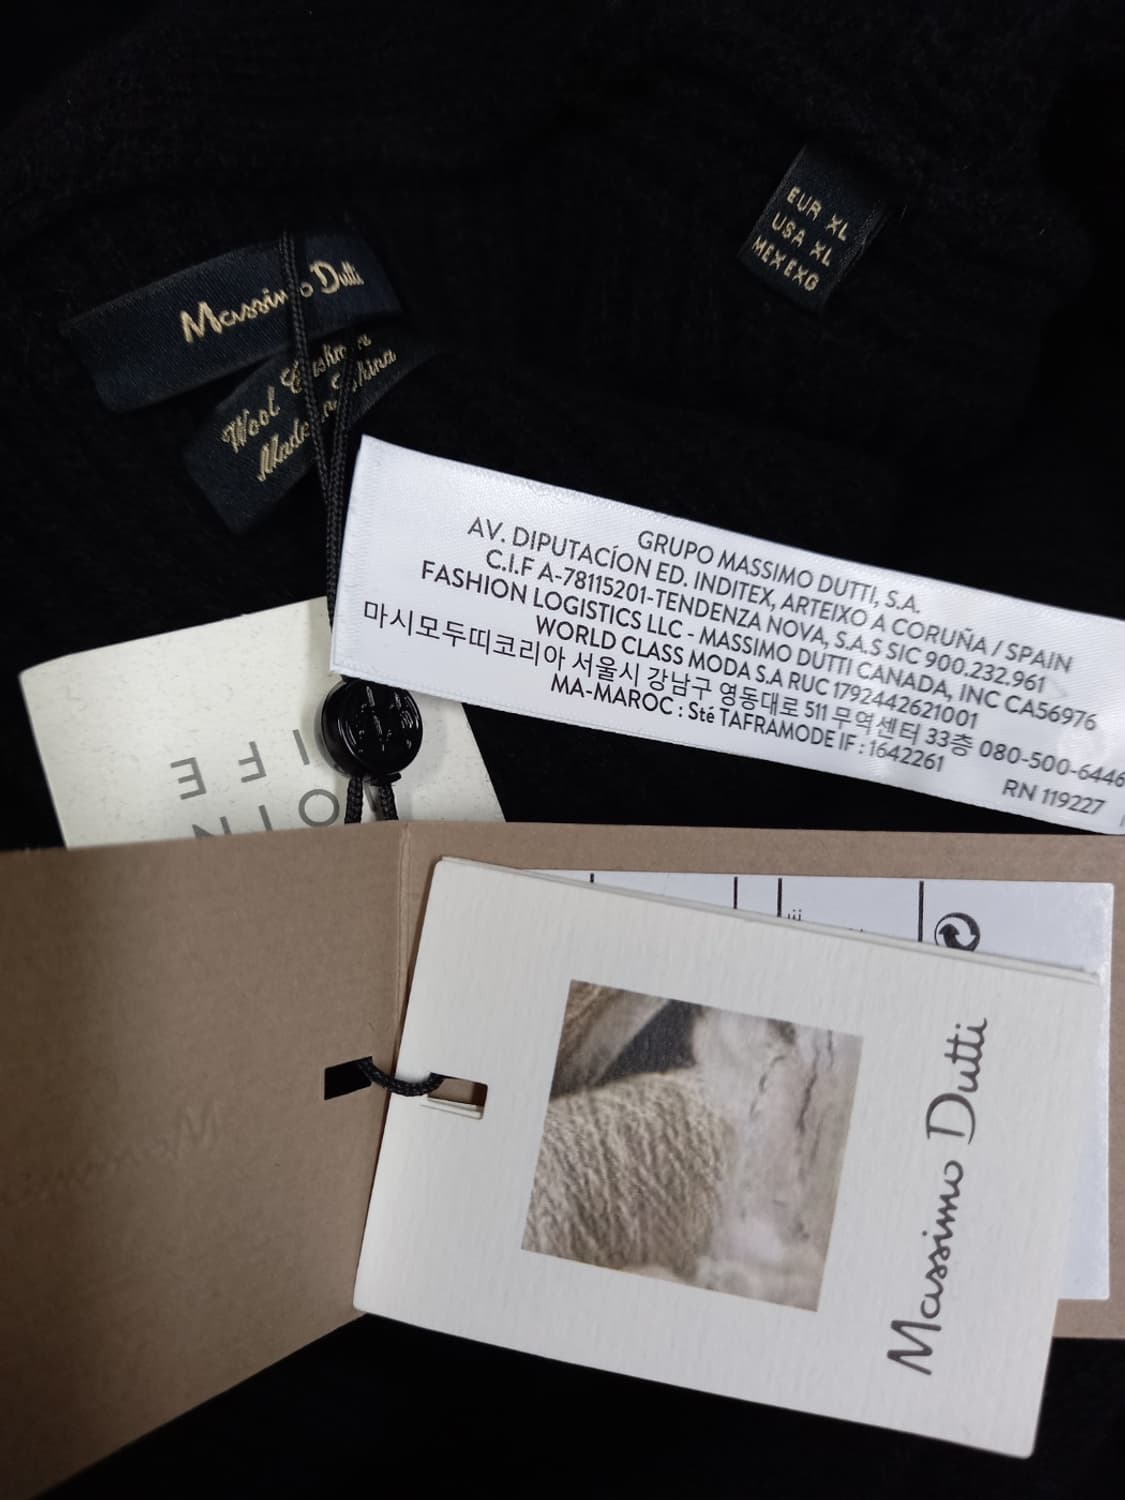 Massimo Dutti
Wool Cashm
Made in China
EUR XL
USA XL
MEX EXG
GRUPO MASSIMO DUTTI, S.A.
AV. DIPUTACÍON ED. INDITEX, ARTEIXO A CORUÑA / SPAIN
C.I.F A-78115201-TENDENZA NOVA, S.A.S SIC 900.232.961
FASHION LOGISTICS LLC - MASSIMO DUTTI CANADA, INC CA56976
WORLD CLASS MODA S.A RUC 1792442621001
마시모두띠코리아 서울시 강남구 영동대로 511 무역센터 33층 080-500-6446
MA-MAROC : Sté TAFRAMODE IF : 1642261
RN 119227
Massimo Dutti